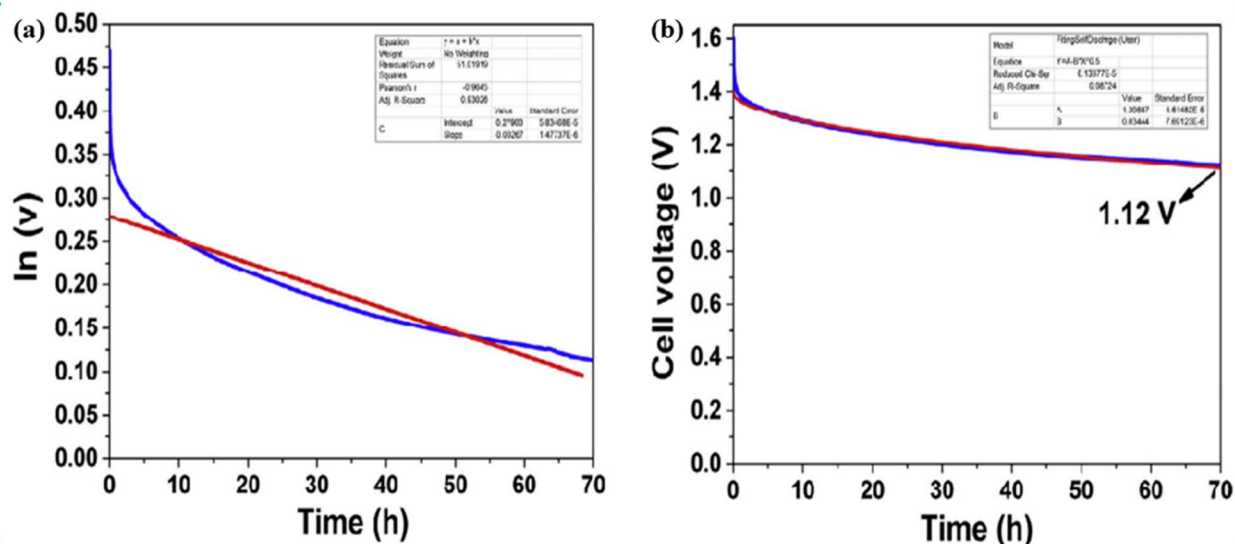 (a)
0.50
0.45
0.40
0.35
0.30
0.25
0.20
0.15
0.10
0.05
0.00
ln (v)
0 10 20 30 40 50 60 70
Time (h)
Equation
Weight No Weighting
Residual Sum of Squares
Pearson's r
Adj. R-Square
Value Standard Error
C Intercept
Slope
(b)
1.6
1.4
1.2
1.0
0.8
0.6
0.4
0.2
0.0
Cell voltage (V)
0 10 20 30 40 50 60 70
Time (h)
1.12 V
Model
Equation
Adj. R-Square
Value Standard Error
B A
B